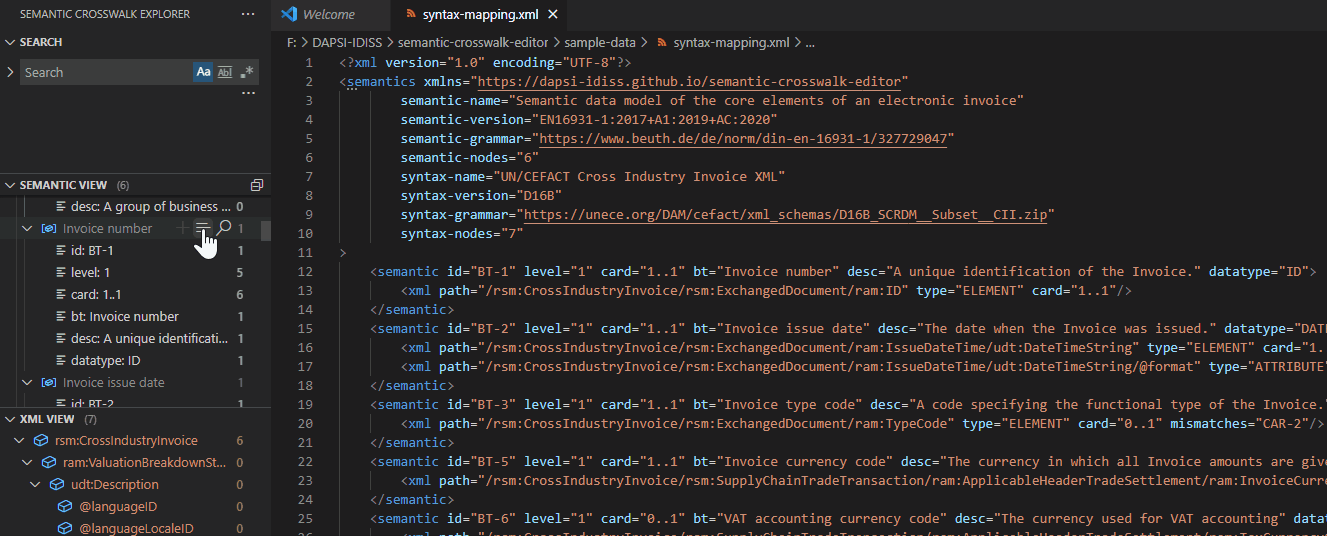 SEMANTIC CROSSWALK EXPLORER ...
SEARCH
Search Aa Abl .*
...
SEMANTIC VIEW (6)
desc: A group of business ... 0
Invoice number 1
id: BT-1 1
level: 1 5
card: 1..1 6
bt: Invoice number 1
desc: A unique identificati... 1
datatype: ID 1
Invoice issue date 1
id: BT-2 1
XML VIEW (7)
rsm:CrossIndustryInvoice 6
ram:ValuationBreakdownSt... 0
udt:Description 0
@languageID 0
@languageLocaleID 0
Welcome syntax-mapping.xml
F: > DAPSI-IDISS > semantic-crosswalk-editor > sample-data > syntax-mapping.xml > ...
1 <?xml version="1.0" encoding="UTF-8"?>
2 <semantics xmlns="https://dapsi-idiss.github.io/semantic-crosswalk-editor"
3 semantic-name="Semantic data model of the core elements of an electronic invoice"
4 semantic-version="EN16931-1:2017+A1:2019+AC:2020"
5 semantic-grammar="https://www.beuth.de/de/norm/din-en-16931-1/327729047"
6 semantic-nodes="6"
7 syntax-name="UN/CEFACT Cross Industry Invoice XML"
8 syntax-version="D16B"
9 syntax-grammar="https://unece.org/DAM/cefact/xml_schemas/D16B_SCRDM__Subset__CII.zip"
10 syntax-nodes="7"
11 >
12 <semantic id="BT-1" level="1" card="1..1" bt="Invoice number" desc="A unique identification of the Invoice." datatype="ID">
13 <xml path="/rsm:CrossIndustryInvoice/rsm:ExchangedDocument/ram:ID" type="ELEMENT" card="1..1"/>
14 </semantic>
15 <semantic id="BT-2" level="1" card="1..1" bt="Invoice issue date" desc="The date when the Invoice was issued." datatype="DAT
16 <xml path="/rsm:CrossIndustryInvoice/rsm:ExchangedDocument/ram:IssueDateTime/udt:DateTimeString" type="ELEMENT" card="1.
17 <xml path="/rsm:CrossIndustryInvoice/rsm:ExchangedDocument/ram:IssueDateTime/udt:DateTimeString/@format" type="ATTRIBUTE"
18 </semantic>
19 <semantic id="BT-3" level="1" card="1..1" bt="Invoice type code" desc="A code specifying the functional type of the Invoice."
20 <xml path="/rsm:CrossIndustryInvoice/rsm:ExchangedDocument/ram:TypeCode" type="ELEMENT" card="0..1" mismatches="CAR-2"/>
21 </semantic>
22 <semantic id="BT-5" level="1" card="1..1" bt="Invoice currency code" desc="The currency in which all Invoice amounts are give
23 <xml path="/rsm:CrossIndustryInvoice/rsm:SupplyChainTradeTransaction/ram:ApplicableHeaderTradeSettlement/ram:InvoiceCurre
24 </semantic>
25 <semantic id="BT-6" level="1" card="0..1" bt="VAT accounting currency code" desc="The currency used for VAT accounting" datat